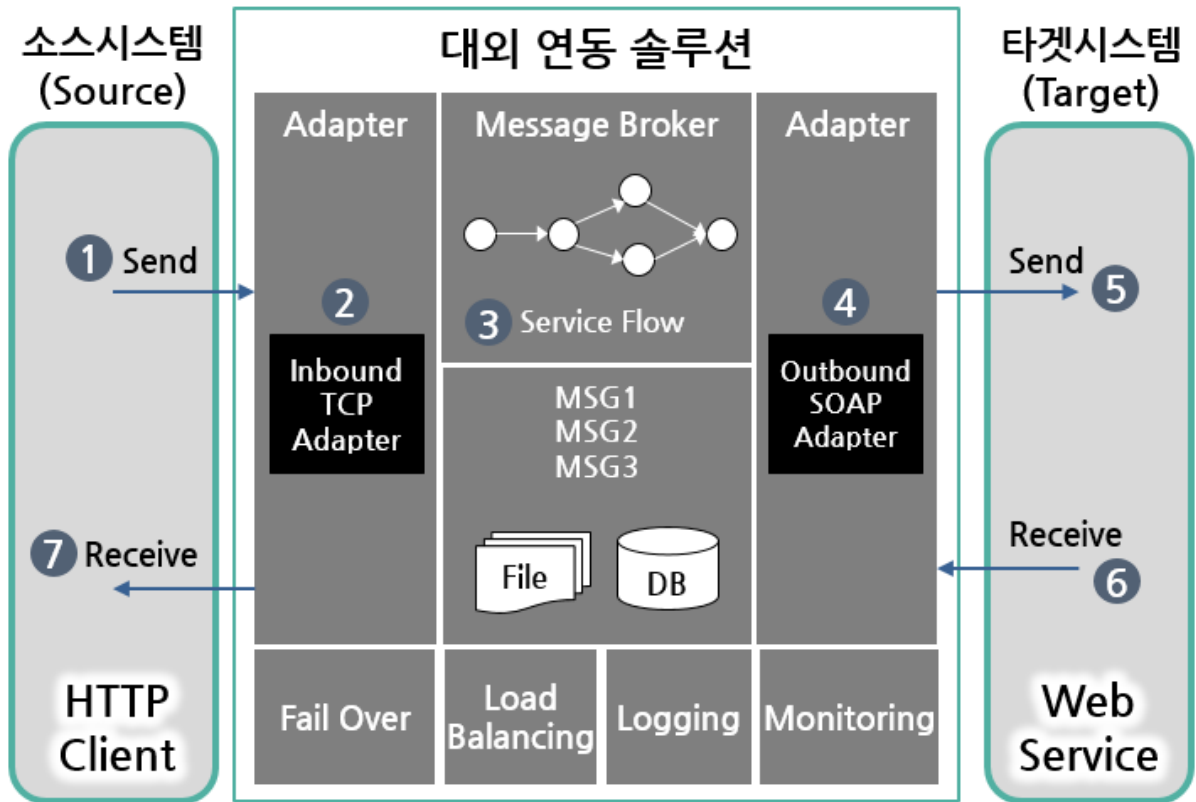 소스시스템
(Source)
대외 연동 솔루션
타겟시스템
(Target)
Adapter
Message Broker
Adapter
1 Send
2
Inbound
TCP
Adapter
3 Service Flow
4
Outbound
SOAP
Adapter
Send
5
MSG1
MSG2
MSG3
File
DB
7 Receive
Receive
6
HTTP
Client
Fail Over
Load
Balancing
Logging
Monitoring
Web
Service